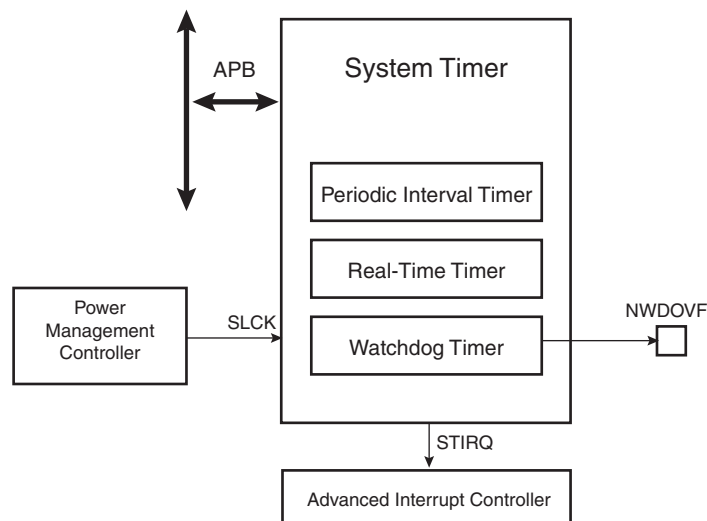 System Timer
APB
Periodic Interval Timer
Real-Time Timer
Power
Management
Controller
SLCK
Watchdog Timer
NWDOVF
STIRQ
Advanced Interrupt Controller